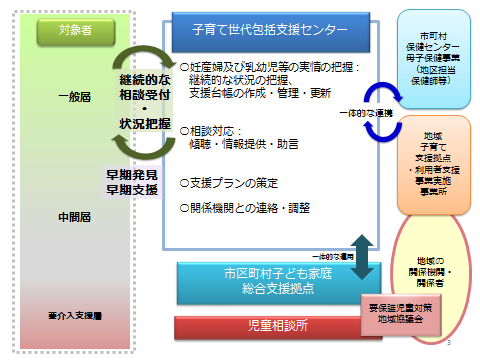 対象者
一般層
中間層
要介入支援層
継続的な
相談受付
・
状況把握
早期発見
早期支援
子育て世代包括支援センター
○妊産婦及び乳幼児等の実情の把握:
継続的な状況の把握、
支援台帳の作成・管理・更新
○相談対応:
傾聴・情報提供・助言
○支援プランの策定
○関係機関との連絡・調整
一体的な連携
一体的な運用
市区町村子ども家庭
総合支援拠点
児童相談所
市町村
保健センター
母子保健事業
(地区担当
保健師等)
地域
子育て
支援拠点
・利用者支援
事業実施
事業所
地域の
関係機関・
関係者
要保護児童対策
地域協議会
3